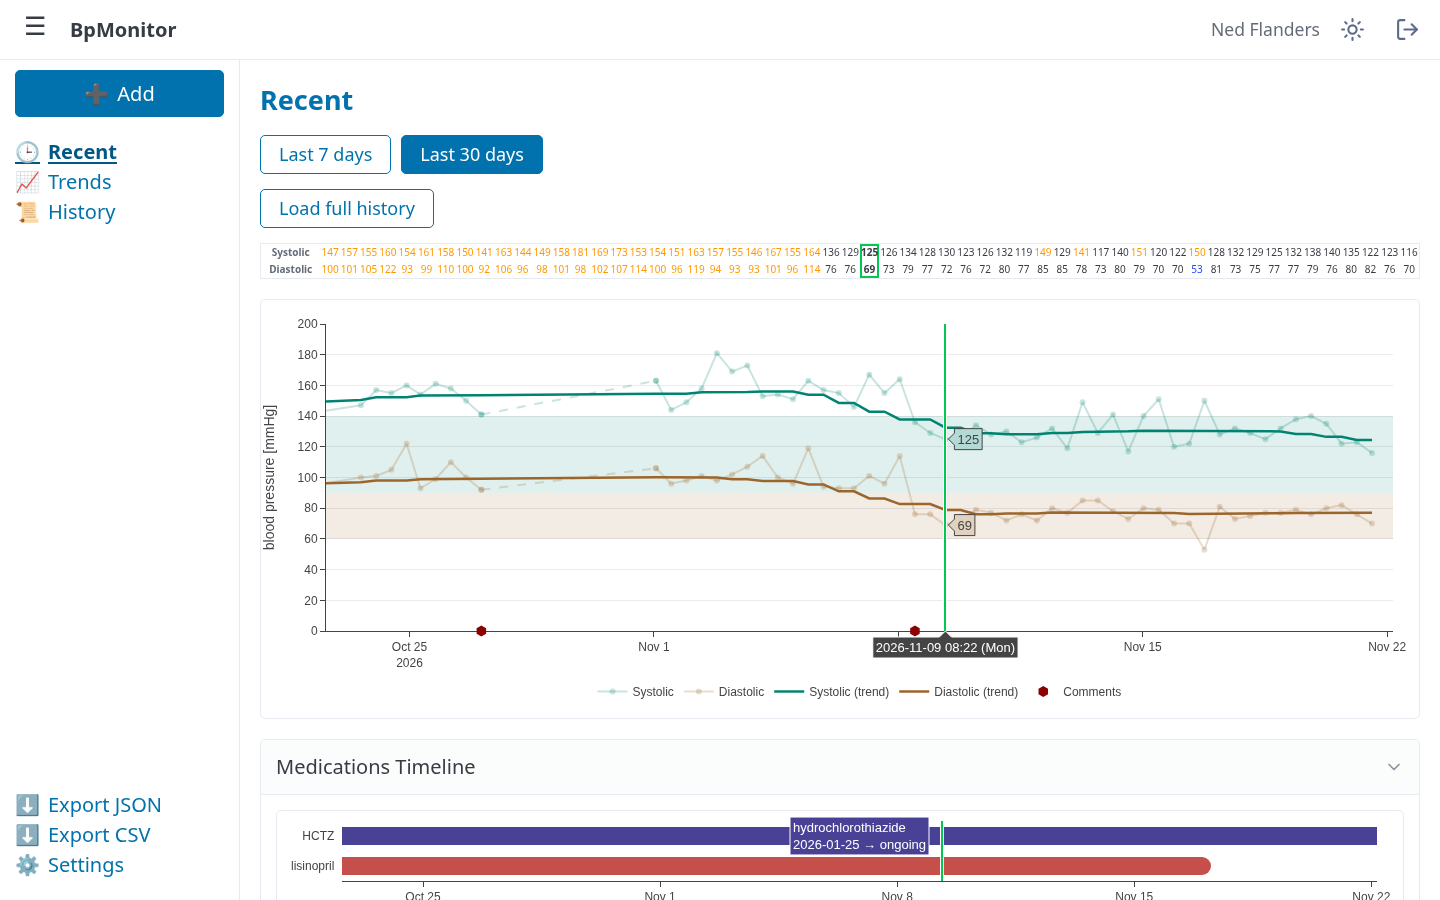 ☰ BpMonitor Ned Flanders
➕ Add
Recent
Trends
History
Export JSON
Export CSV
Settings
Recent
Last 7 days Last 30 days
Load full history
Systolic 147 157 155 160 154 161 158 150 141 163 144 149 158 181 169 173 153 154 151 163 157 155 146 167 155 164 136 129 125 126 134 128 130 123 126 132 119 149 129 141 117 140 151 120 122 150 128 132 129 125 132 138 140 135 122 123 116
Diastolic 100 101 105 122 93 99 110 100 92 106 96 98 101 98 102 107 114 100 96 119 94 93 93 101 96 114 76 76 69 73 79 77 72 76 72 80 77 85 85 78 73 80 79 70 70 53 81 73 75 77 77 79 76 80 82 76 70
blood pressure [mmHg]
200
180
160
140
120
100
80
60
40
20
0
125
69
Oct 25
2026
Nov 1
2026-11-09 08:22 (Mon)
Nov 15
Nov 22
Systolic Diastolic Systolic (trend) Diastolic (trend) Comments
Medications Timeline
HCTZ
hydrochlorothiazide
2026-01-25 → ongoing
lisinopril
Oct 25 Nov 1 Nov 8 Nov 15 Nov 22